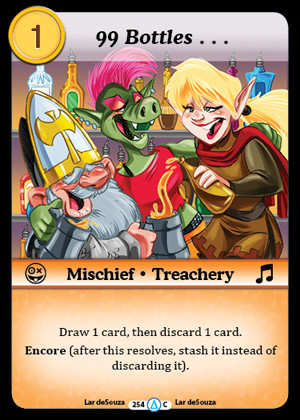 1
99 Bottles . . .
Mischief • Treachery
Draw 1 card, then discard 1 card.
Encore (after this resolves, stash it instead of
discarding it).
Lar deSouza 254 A C Lar deSouza